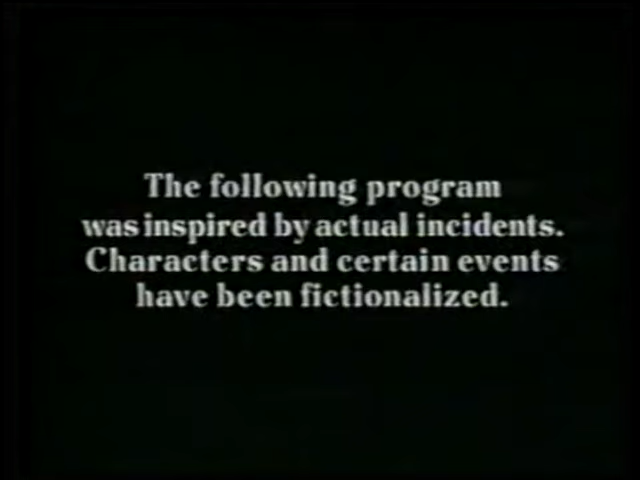 The following program
was inspired by actual incidents.
Characters and certain events
have been fictionalized.